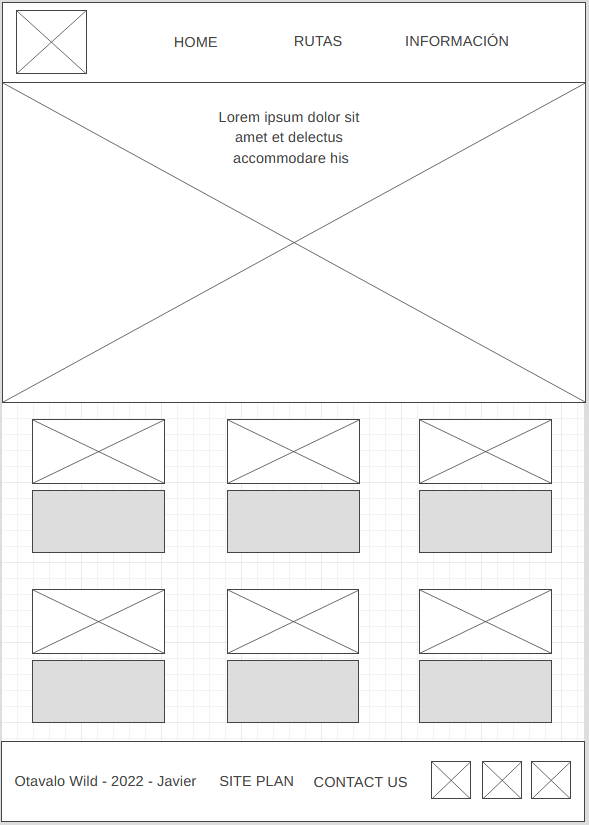 HOME RUTAS INFORMACIÓN
Lorem ipsum dolor sit
amet et delectus
accommodare his
Otavalo Wild - 2022 - Javier SITE PLAN CONTACT US